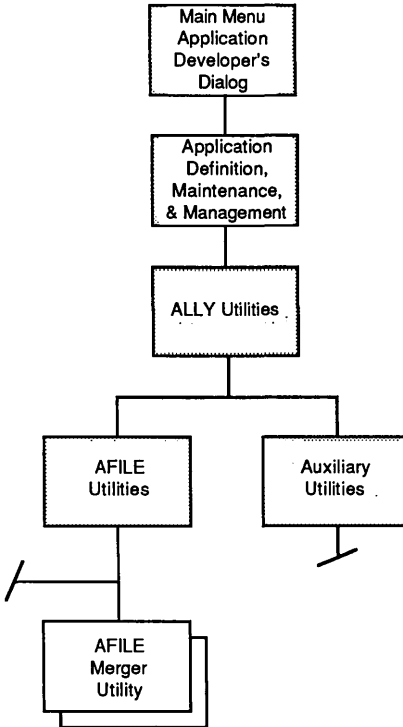 Main Menu
Application
Developer's
Dialog
Application
Definition,
Maintenance,
& Management
ALLY Utilities
AFILE
Utilities
Auxiliary
Utilities
AFILE
Merger
Utility